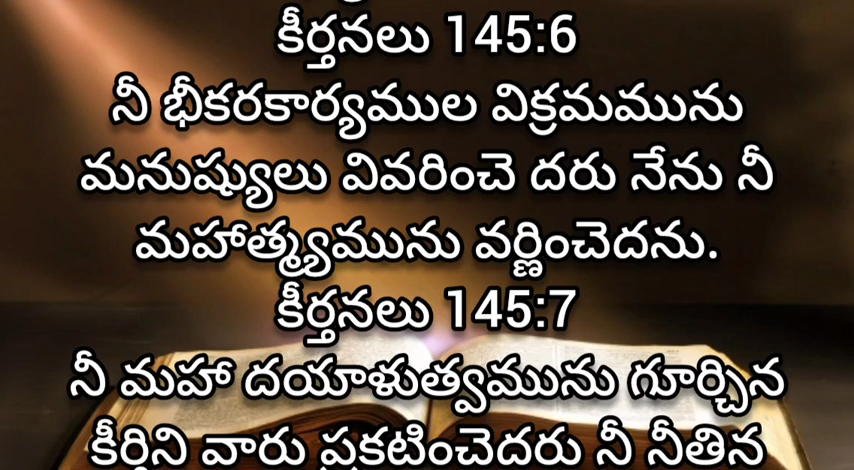 కీర్తనలు 145:6
నీ భీకరకార్యముల విక్రమమును
మనుష్యులు వివరించె దరు నేను నీ
మహాత్మ్యమును వర్ణించెదను.
కీర్తనలు 145:7
నీ మహా దయాళుత్వమును గూర్చిన
కీర్తిని వారు ప్రకటించెదరు నీ నీతిని